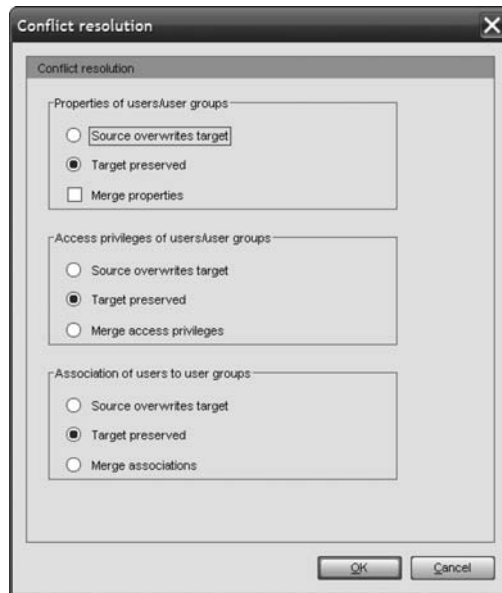 Conflict resolution
Conflict resolution
Properties of users/user groups
Source overwrites target
Target preserved
Merge properties
Access privileges of users/user groups
Source overwrites target
Target preserved
Merge access privileges
Association of users to user groups
Source overwrites target
Target preserved
Merge associations
OK Cancel